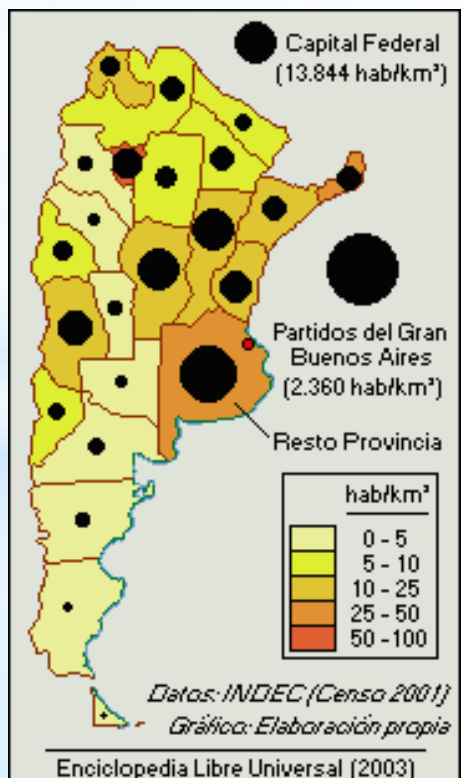 Capital Federal
(13.844 hab/km²)
Partidos del Gran
Buenos Aires
(2.360 hab/km²)
Resto Provincia
hab/km²
0 - 5
5 - 10
10 - 25
25 - 50
50 -100
Datos: INDEC (Censo 2001)
Gráfico: Elaboración propia
Enciclopedia Libre Universal (2003)